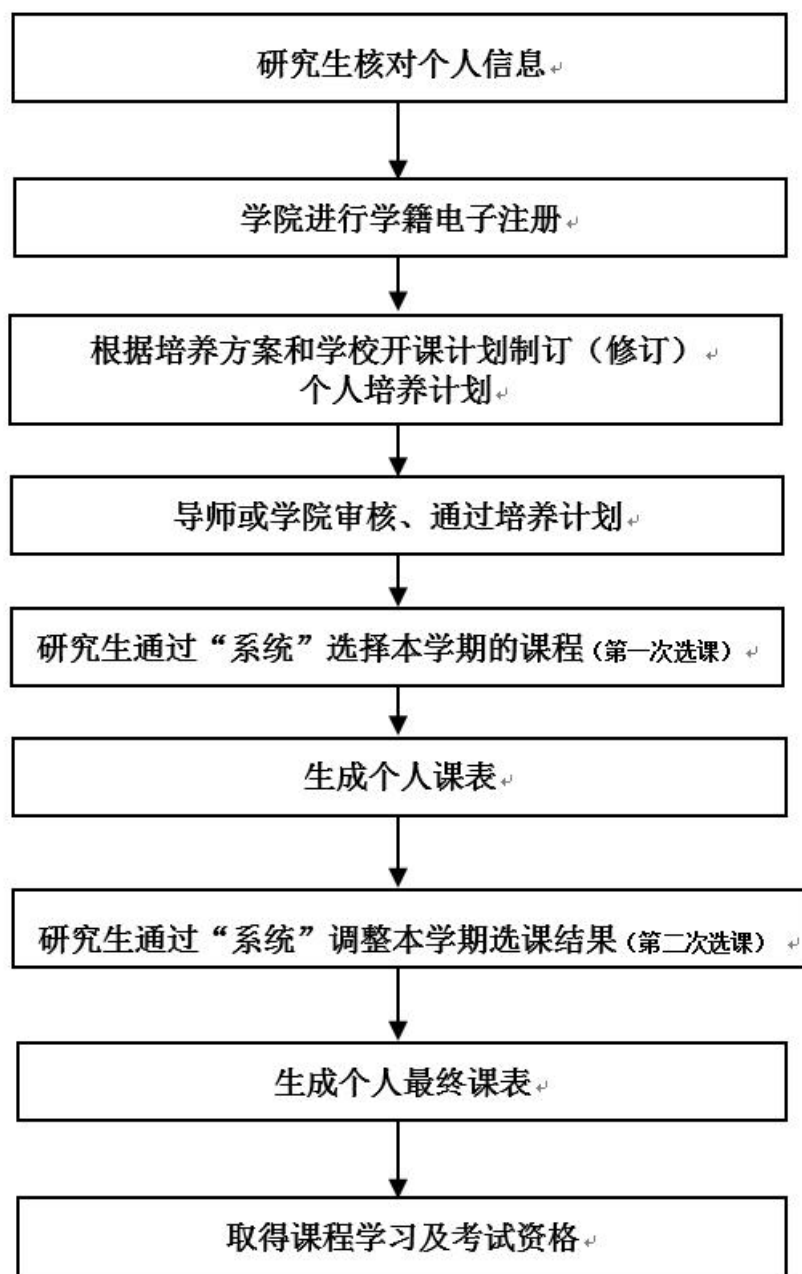 研究生核对个人信息
学院进行学籍电子注册
根据培养方案和学校开课计划制订（修订）
个人培养计划
导师或学院审核、通过培养计划
研究生通过“系统”选择本学期的课程（第一次选课）
生成个人课表
研究生通过“系统”调整本学期选课结果（第二次选课）
生成个人最终课表
取得课程学习及考试资格